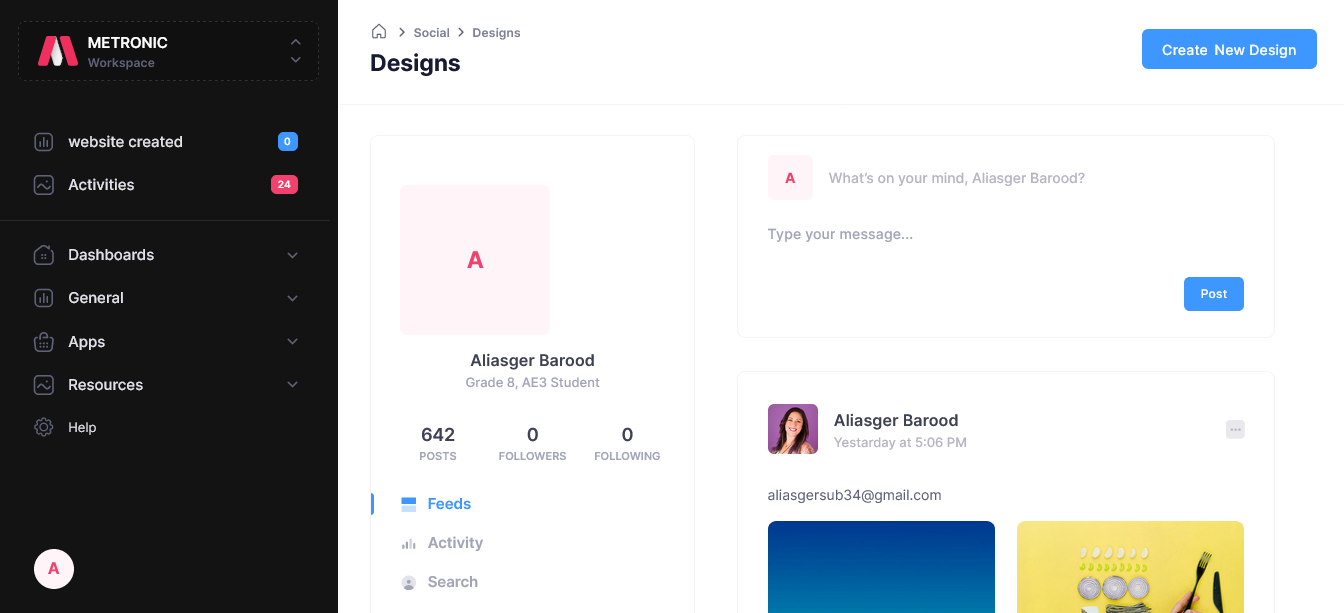 METRONIC
Workspace
website created 0
Activities 24
Dashboards
General
Apps
Resources
Help
A
Social Designs
Designs
Create New Design
A
Aliasger Barood
Grade 8, AE3 Student
642 0 0
POSTS FOLLOWERS FOLLOWING
Feeds
Activity
Search
A What's on your mind, Aliasger Barood?
Type your message...
Post
Aliasger Barood
Yestarday at 5:06 PM
aliasgersub34@gmail.com